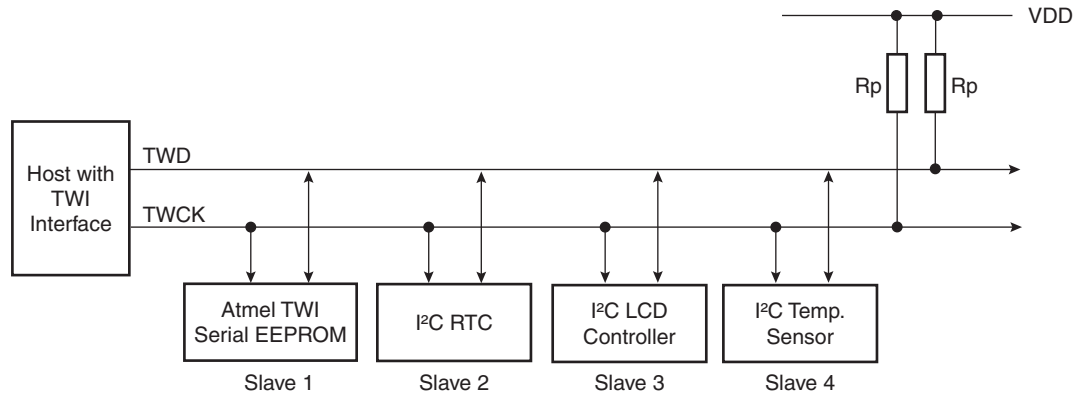 VDD
Rp
Rp
Host with
TWI
Interface
TWD
TWCK
Atmel TWI
Serial EEPROM
Slave 1
I²C RTC
Slave 2
I²C LCD
Controller
Slave 3
I²C Temp.
Sensor
Slave 4